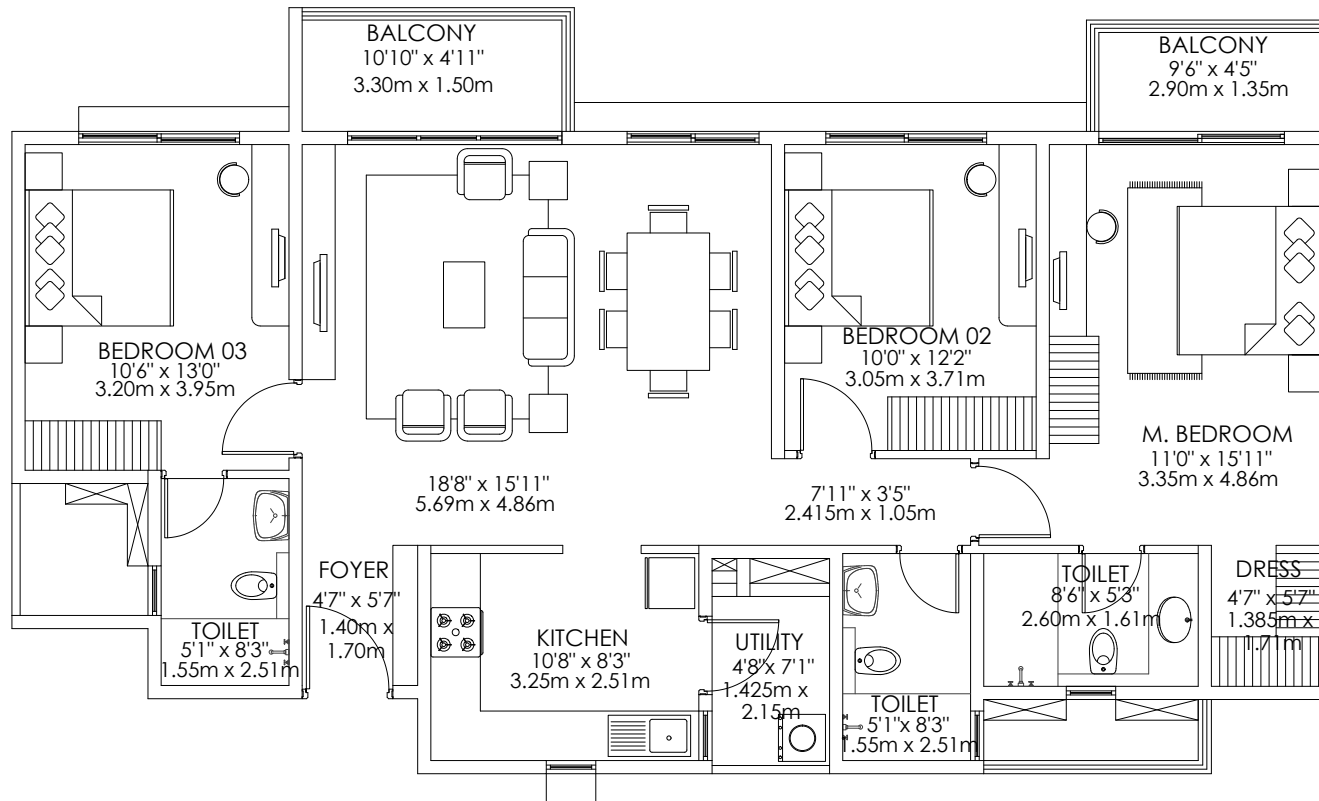 BALCONY
10'10" x 4'11"
3.30m x 1.50m
BALCONY
9'6" x 4'5"
2.90m x 1.35m
BEDROOM 03
10'6" x 13'0"
3.20m x 3.95m
BEDROOM 02
10'0" x 12'2"
3.05m x 3.71m
M. BEDROOM
11'0" x 15'11"
3.35m x 4.86m
18'8" x 15'11"
5.69m x 4.86m
7'11" x 3'5"
2.415m x 1.05m
FOYER
4'7" x 5'7"
1.40m x
1.70m
TOILET
5'1" x 8'3"
1.55m x 2.51m
KITCHEN
10'8" x 8'3"
3.25m x 2.51m
UTILITY
4'8"x 7'1"
1.425m x
2.15m
TOILET
5'1"x 8'3"
1.55m x 2.51m
TOILET
8'6" x 5'3"
2.60m x 1.61m
DRESS
4'7" x 5'7"
1.385m x
1.71m